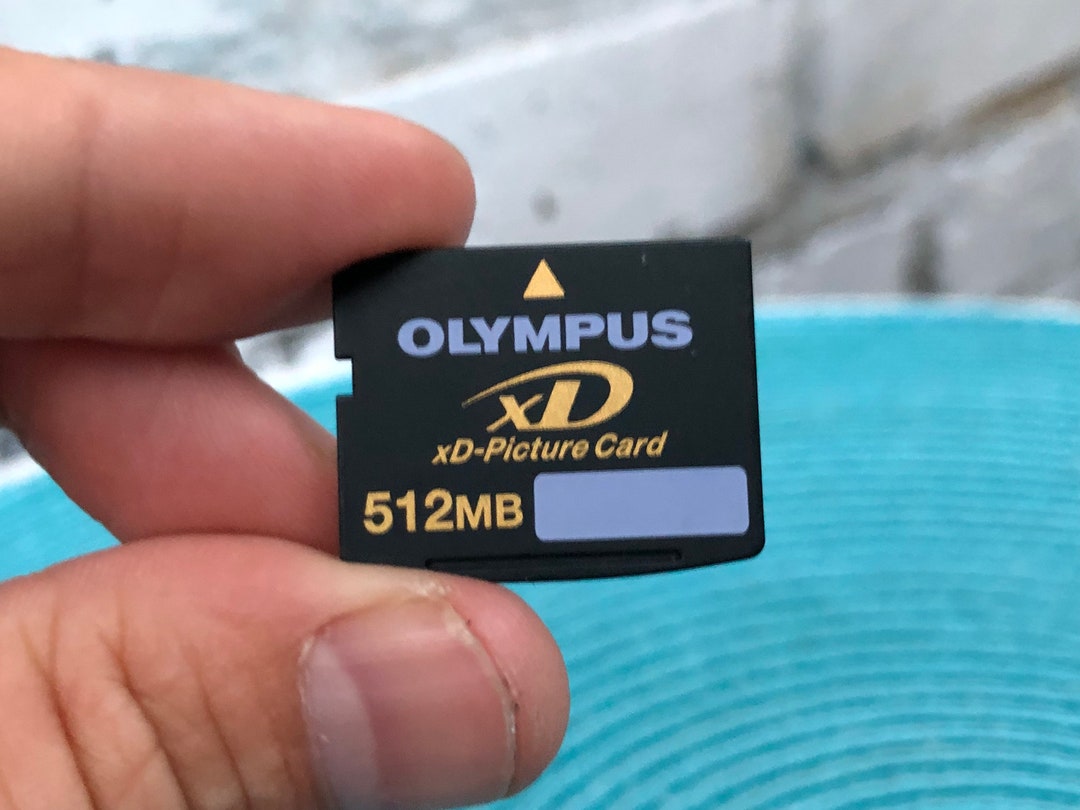 OLYMPUS
xD
xD-Picture Card
512MB